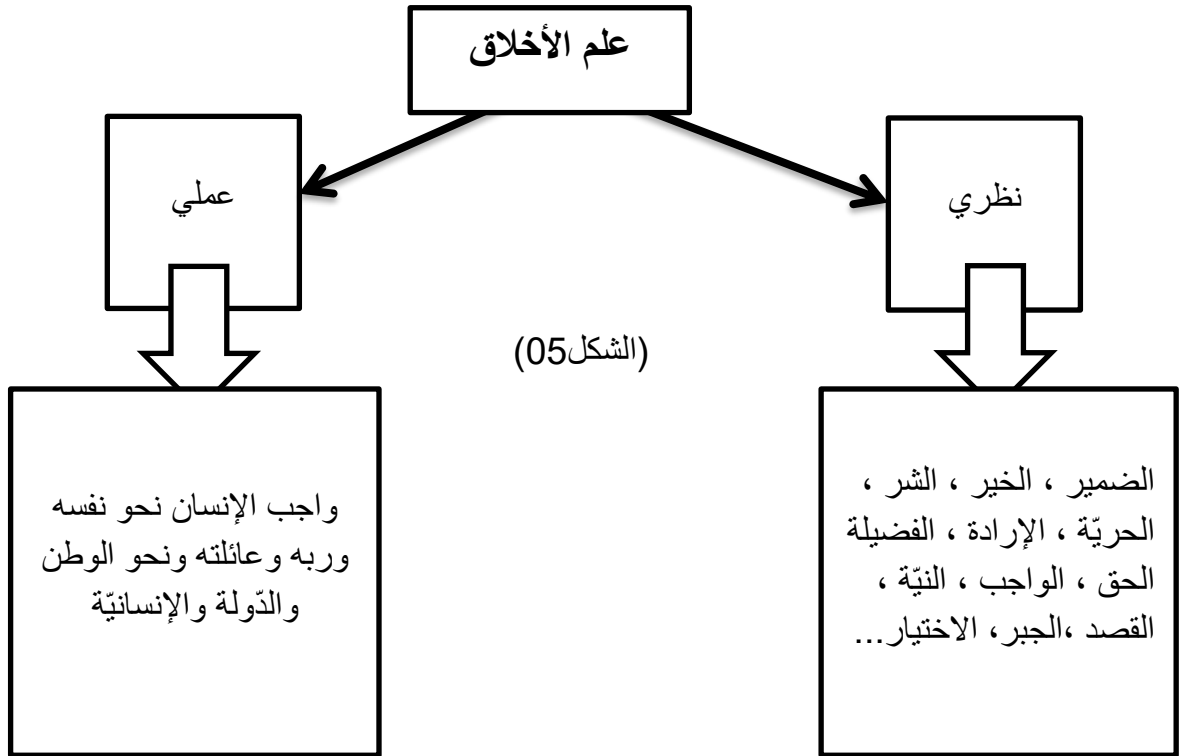 علم الأخلاق
نظري
عملي
(الشكل05)
الضمير ، الخير ، الشر ،
الحريّة ، الإرادة ، الفضيلة
الحق ، الواجب ، النيّة ،
القصد ،الجبر، الاختيار...
واجب الإنسان نحو نفسه
وربه وعائلته ونحو الوطن
والدّولة والإنسانيّة